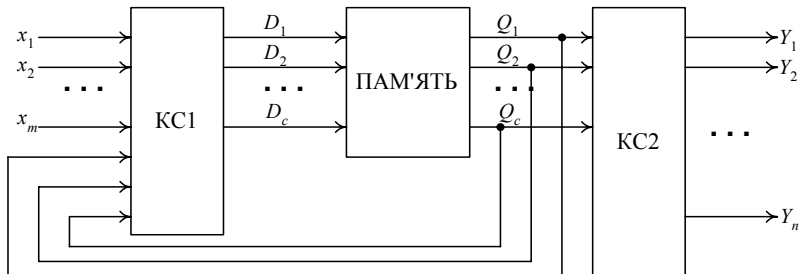 x1 D1 Q1 Y1
x2 D2 Q2 Y2
... ... ...
ПАМ'ЯТЬ
xm КС1 Dc Qc ...
КС2
Yn